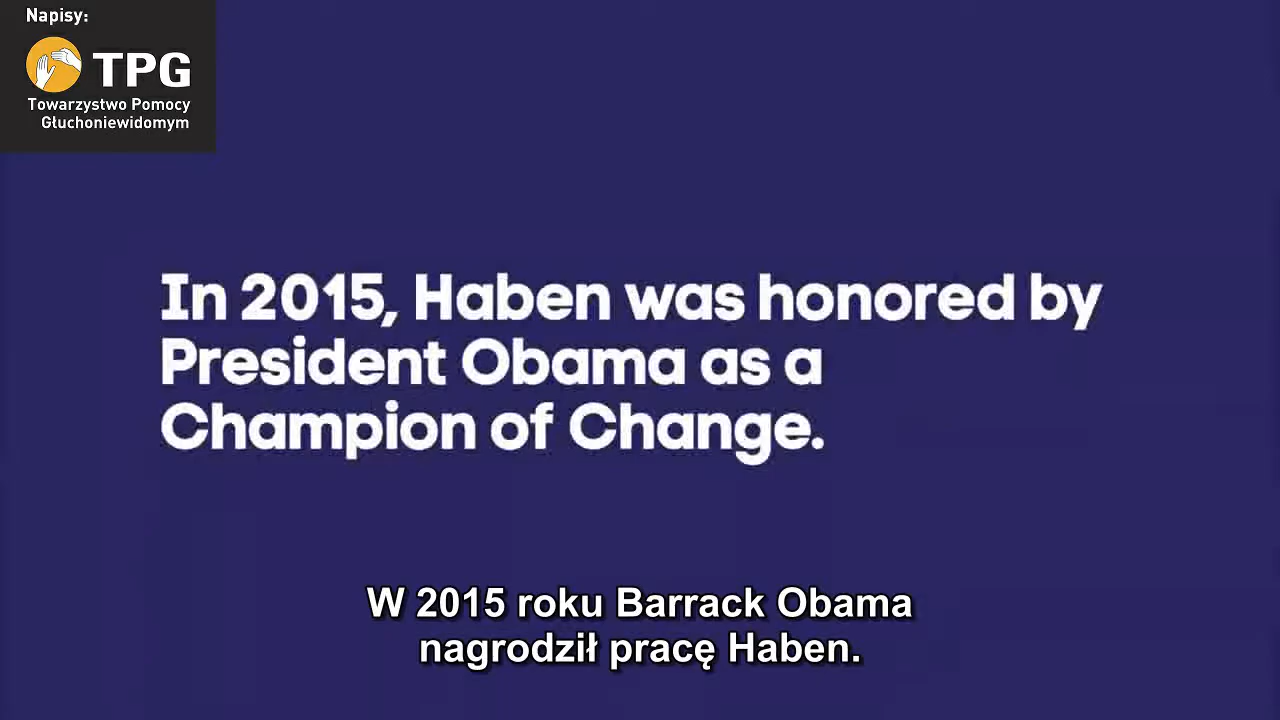 Napisy:
TPG
Towarzystwo Pomocy
Głuchoniewidomym
In 2015, Haben was honored by
President Obama as a
Champion of Change.
W 2015 roku Barrack Obama
nagrodził pracę Haben.